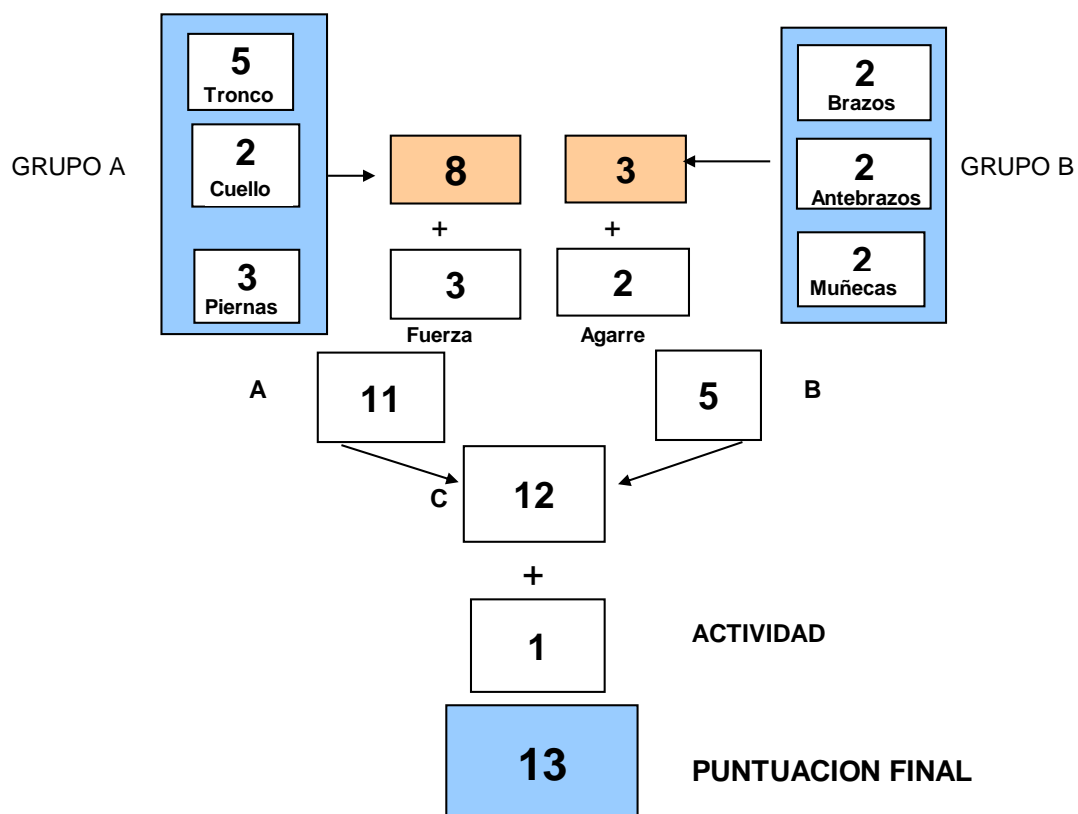 GRUPO A
5
Tronco
2
Cuello
3
Piernas
8
+
3
Fuerza
3
+
2
Agarre
GRUPO B
2
Brazos
2
Antebrazos
2
Muñecas
A
11
5
B
C
12
+
1
ACTIVIDAD
13
PUNTUACION FINAL